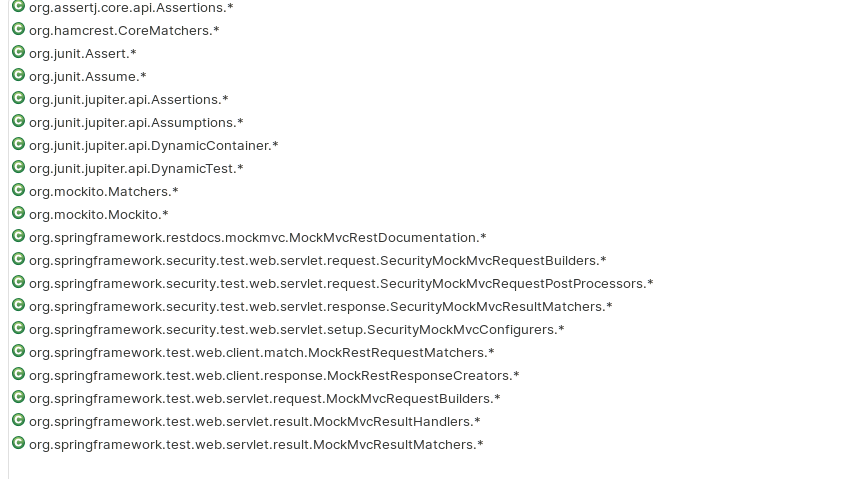 org.assertj.core.api.Assertions.*
org.hamcrest.CoreMatchers.*
org.junit.Assert.*
org.junit.Assume.*
org.junit.jupiter.api.Assertions.*
org.junit.jupiter.api.Assumptions.*
org.junit.jupiter.api.DynamicContainer.*
org.junit.jupiter.api.DynamicTest.*
org.mockito.Matchers.*
org.mockito.Mockito.*
org.springframework.restdocs.mockmvc.MockMvcRestDocumentation.*
org.springframework.security.test.web.servlet.request.SecurityMockMvcRequestBuilders.*
org.springframework.security.test.web.servlet.request.SecurityMockMvcRequestPostProcessors.*
org.springframework.security.test.web.servlet.response.SecurityMockMvcResultMatchers.*
org.springframework.security.test.web.servlet.setup.SecurityMockMvcConfigurers.*
org.springframework.test.web.client.match.MockRestRequestMatchers.*
org.springframework.test.web.client.response.MockRestResponseCreators.*
org.springframework.test.web.servlet.request.MockMvcRequestBuilders.*
org.springframework.test.web.servlet.result.MockMvcResultHandlers.*
org.springframework.test.web.servlet.result.MockMvcResultMatchers.*